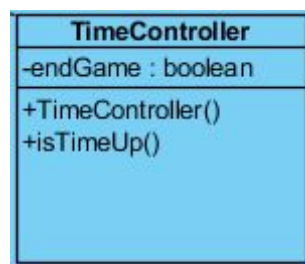 TimeController
-endGame : boolean
+TimeController()
+isTimeUp()